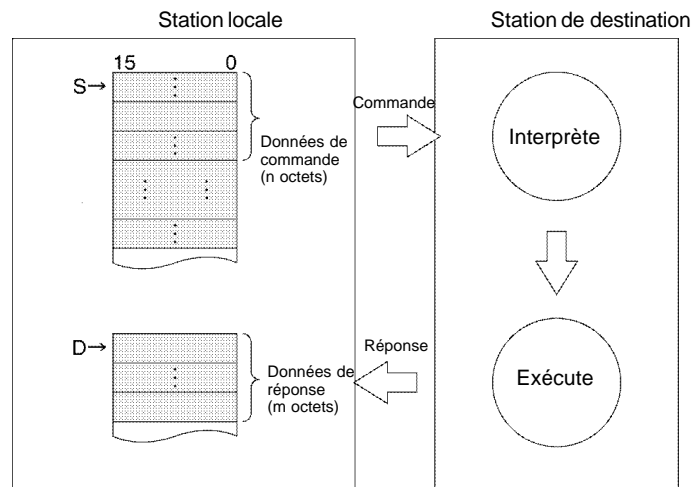 Station locale
Station de destination
15 0
S→
Données de
commande
(n octets)
Commande
Interprète
D→
Données de
réponse
(m octets)
Réponse
Exécute